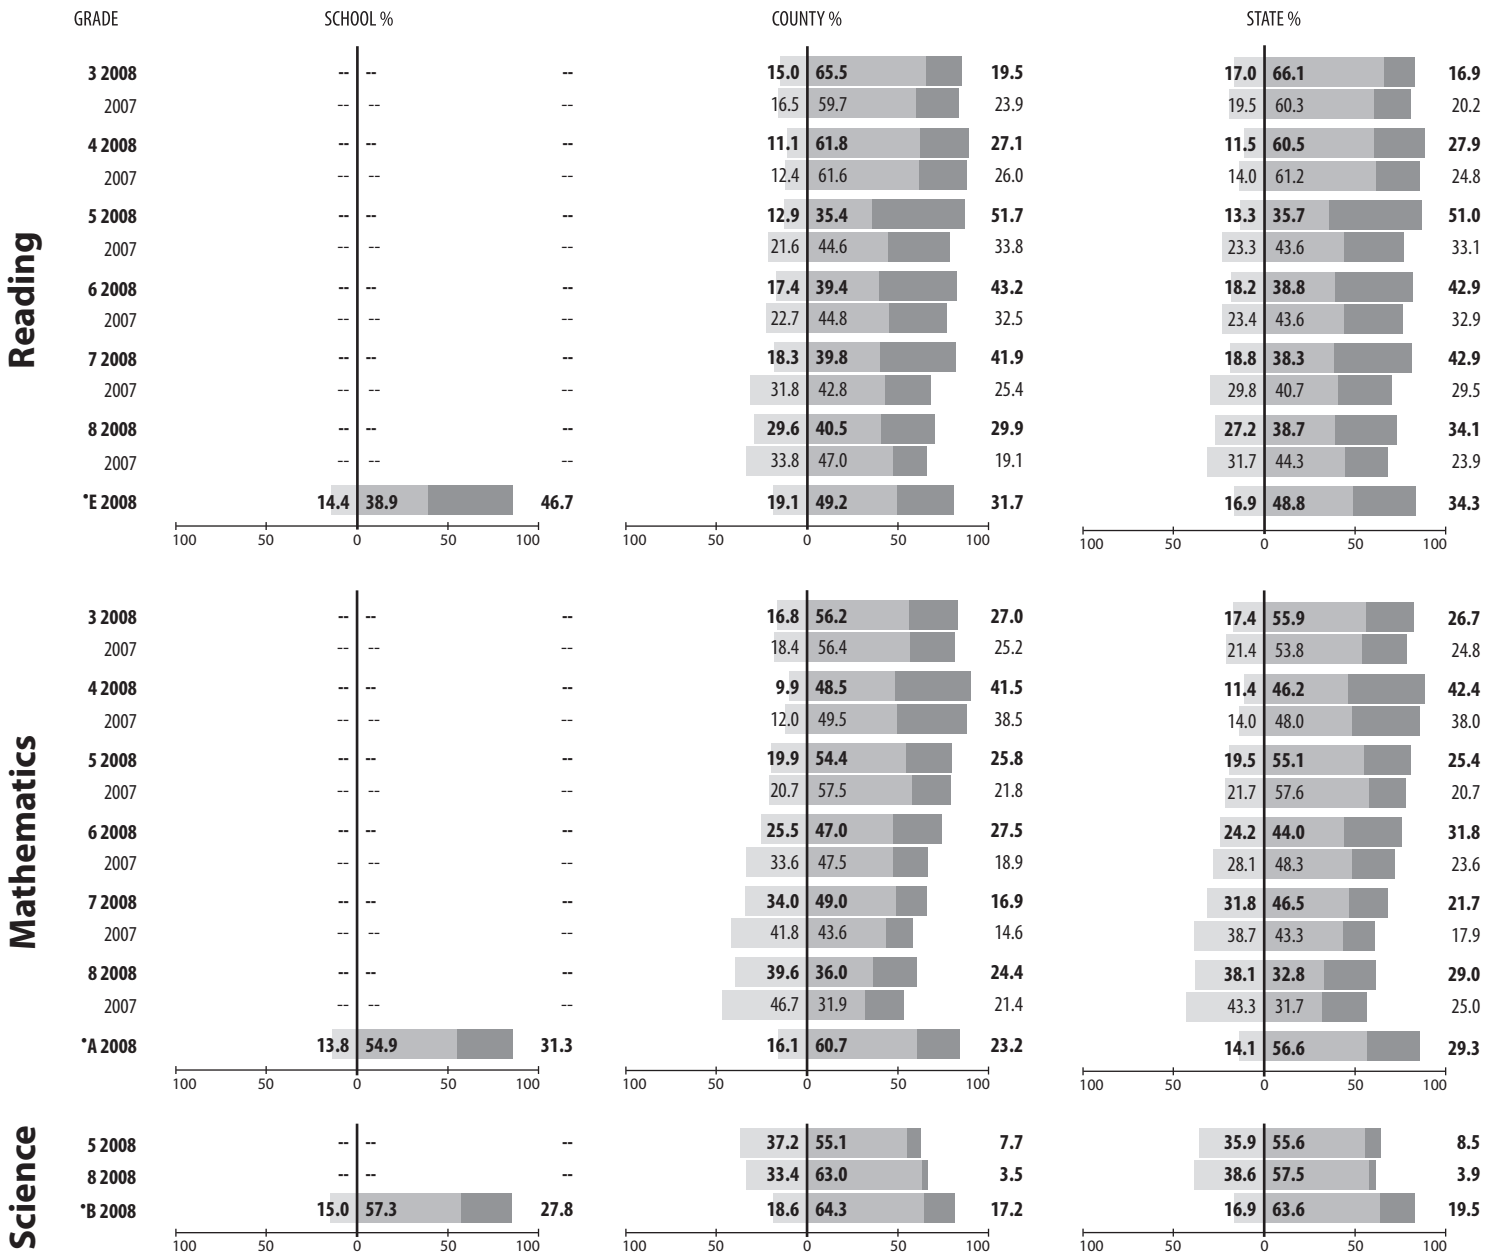 GRADE SCHOOL % COUNTY % STATE %
Reading
3 2008 -- -- -- 15.0 65.5 19.5 17.0 66.1 16.9
2007 -- -- -- 16.5 59.7 23.9 19.5 60.3 20.2
4 2008 -- -- -- 11.1 61.8 27.1 11.5 60.5 27.9
2007 -- -- -- 12.4 61.6 26.0 14.0 61.2 24.8
5 2008 -- -- -- 12.9 35.4 51.7 13.3 35.7 51.0
2007 -- -- -- 21.6 44.6 33.8 23.3 43.6 33.1
6 2008 -- -- -- 17.4 39.4 43.2 18.2 38.8 42.9
2007 -- -- -- 22.7 44.8 32.5 23.4 43.6 32.9
7 2008 -- -- -- 18.3 39.8 41.9 18.8 38.3 42.9
2007 -- -- -- 31.8 42.8 25.4 29.8 40.7 29.5
8 2008 -- -- -- 29.6 40.5 29.9 27.2 38.7 34.1
2007 -- -- -- 33.8 47.0 19.1 31.7 44.3 23.9
•E 2008 14.4 38.9 46.7 19.1 49.2 31.7 16.9 48.8 34.3
100 50 0 50 100 100 50 0 50 100 100 50 0 50 100
Mathematics
3 2008 -- -- -- 16.8 56.2 27.0 17.4 55.9 26.7
2007 -- -- -- 18.4 56.4 25.2 21.4 53.8 24.8
4 2008 -- -- -- 9.9 48.5 41.5 11.4 46.2 42.4
2007 -- -- -- 12.0 49.5 38.5 14.0 48.0 38.0
5 2008 -- -- -- 19.9 54.4 25.8 19.5 55.1 25.4
2007 -- -- -- 20.7 57.5 21.8 21.7 57.6 20.7
6 2008 -- -- -- 25.5 47.0 27.5 24.2 44.0 31.8
2007 -- -- -- 33.6 47.5 18.9 28.1 48.3 23.6
7 2008 -- -- -- 34.0 49.0 16.9 31.8 46.5 21.7
2007 -- -- -- 41.8 43.6 14.6 38.7 43.3 17.9
8 2008 -- -- -- 39.6 36.0 24.4 38.1 32.8 29.0
2007 -- -- -- 46.7 31.9 21.4 43.3 31.7 25.0
•A 2008 13.8 54.9 31.3 16.1 60.7 23.2 14.1 56.6 29.3
100 50 0 50 100 100 50 0 50 100 100 50 0 50 100
Science
5 2008 -- -- -- 37.2 55.1 7.7 35.9 55.6 8.5
8 2008 -- -- -- 33.4 63.0 3.5 38.6 57.5 3.9
•B 2008 15.0 57.3 27.8 18.6 64.3 17.2 16.9 63.6 19.5
100 50 0 50 100 100 50 0 50 100 100 50 0 50 100